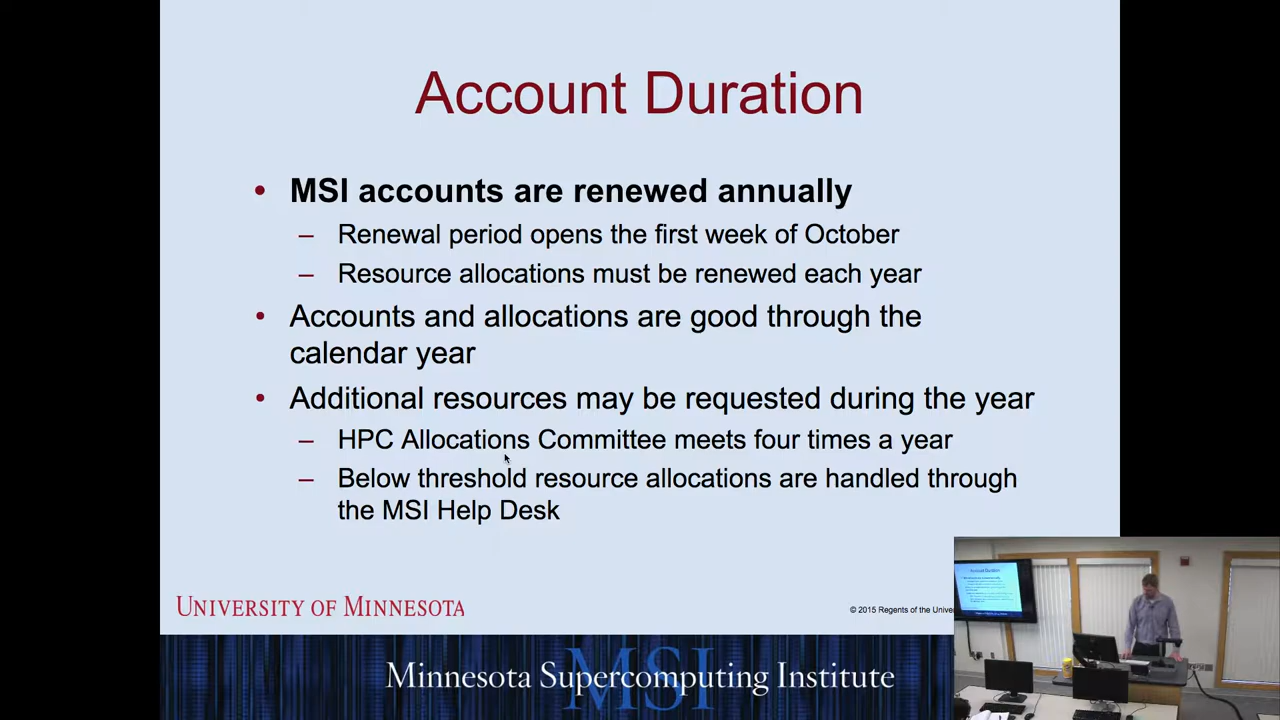 Account Duration
• MSI accounts are renewed annually
– Renewal period opens the first week of October
– Resource allocations must be renewed each year
• Accounts and allocations are good through the
calendar year
• Additional resources may be requested during the year
– HPC Allocations Committee meets four times a year
– Below threshold resource allocations are handled through
the MSI Help Desk
UNIVERSITY OF MINNESOTA
© 2015 Regents of the
MSI
Minnesota Supercomputing Institute
Account Duration